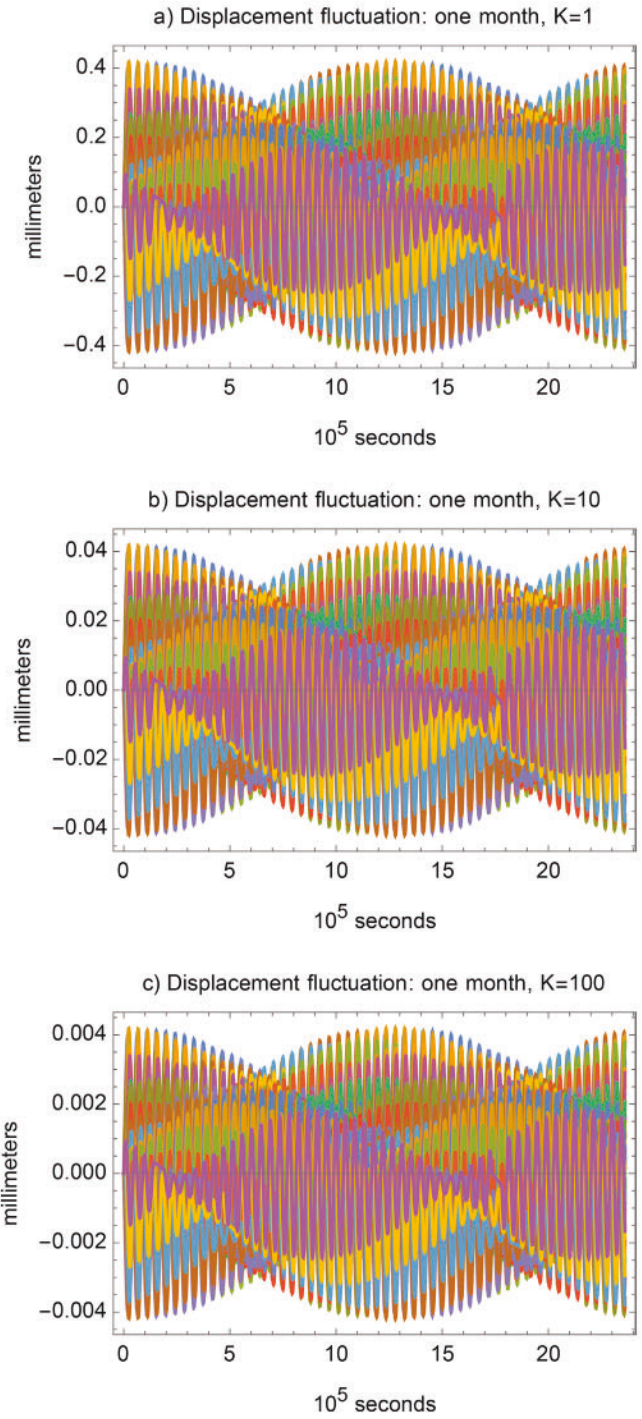 a) Displacement fluctuation: one month, K=1
0.4
0.2
0.0
−0.2
−0.4
millimeters
0 5 10 15 20
10^5 seconds
b) Displacement fluctuation: one month, K=10
0.04
0.02
0.00
−0.02
−0.04
millimeters
0 5 10 15 20
10^5 seconds
c) Displacement fluctuation: one month, K=100
0.004
0.002
0.000
−0.002
−0.004
millimeters
0 5 10 15 20
10^5 seconds